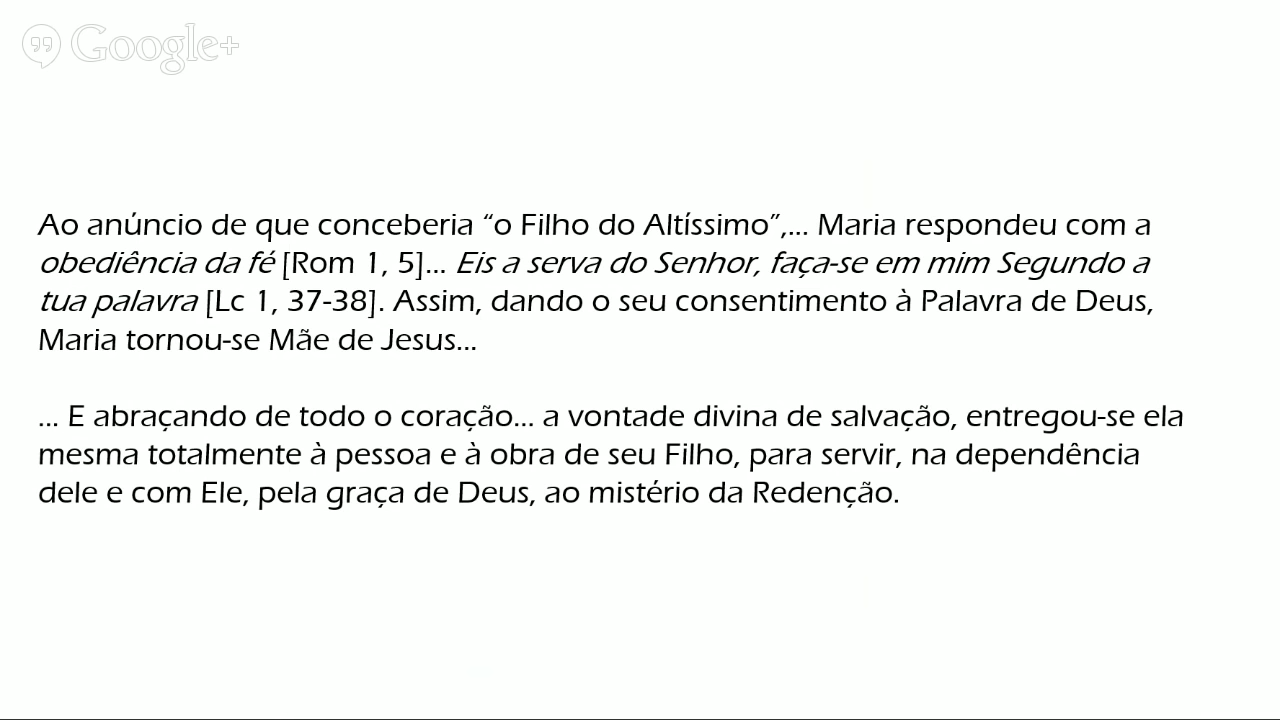 Google+
Ao anúncio de que conceberia “o Filho do Altíssimo”,... Maria respondeu com a
obediência da fé [Rom 1, 5]... Eis a serva do Senhor, faça-se em mim Segundo a
tua palavra [Lc 1, 37-38]. Assim, dando o seu consentimento à Palavra de Deus,
Maria tornou-se Mãe de Jesus...
... E abraçando de todo o coração... a vontade divina de salvação, entregou-se ela
mesma totalmente à pessoa e à obra de seu Filho, para servir, na dependência
dele e com Ele, pela graça de Deus, ao mistério da Redenção.